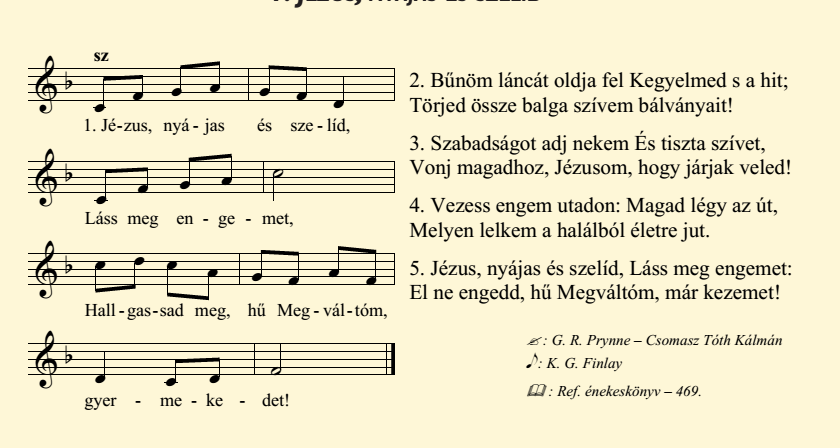 sz
1. Jé-zus, nyá - jas és sze - líd,
Láss meg en - ge - met,
Hall - gas - sad meg, hű Meg - vál - tóm,
gyer - me - ke - det!
2. Bűnöm láncát oldja fel Kegyelmed s a hit;
Törjed össze balga szívem bálványait!
3. Szabadságot adj nekem És tiszta szívet,
Vonj magadhoz, Jézusom, hogy járjak veled!
4. Vezess engem utadon: Magad légy az út,
Melyen lelkem a halálból életre jut.
5. Jézus, nyájas és szelíd, Láss meg engemet:
El ne engedd, hű Megváltóm, már kezemet!
: G. R. Prynne – Csomasz Tóth Kálmán
: K. G. Finlay
: Ref. énekeskönyv – 469.